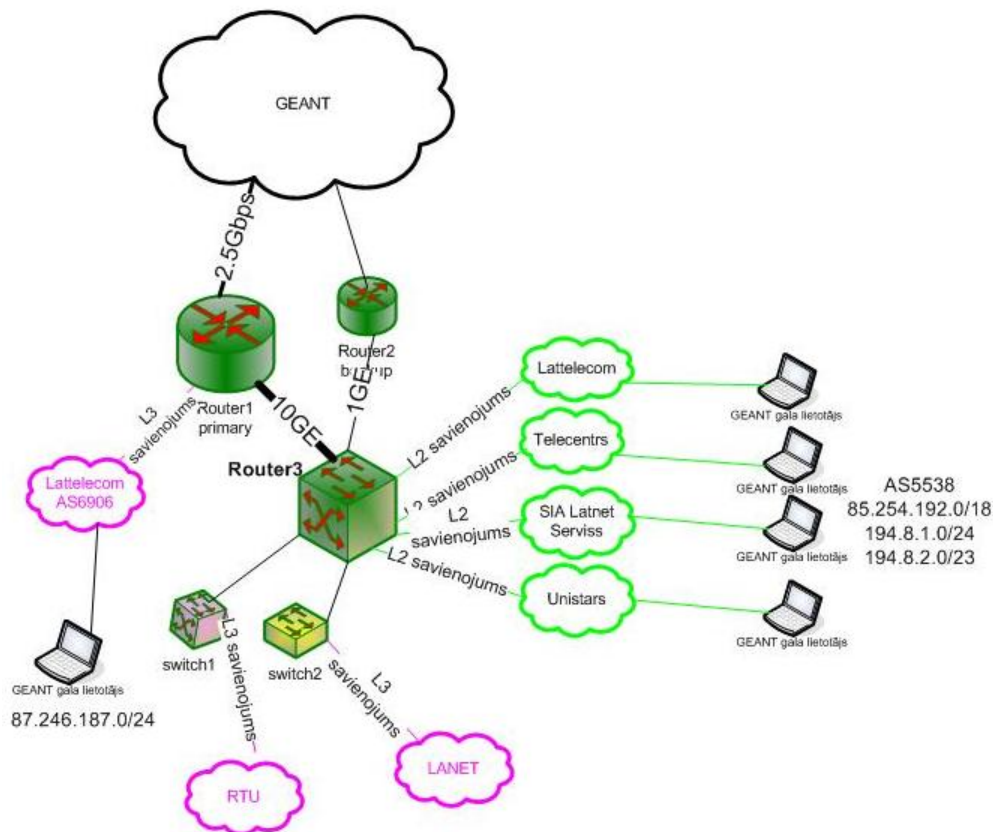 GEANT
2.5Gbps
Router2
Router1
primary
10GE
1GE
L3
savienojums
Lattelecom
AS6906
Router3
L2 savienojums
Lattelecom
GEANT gala lietotājs
savienojums
Telecentrs
GEANT gala lietotājs
L2
savienojums
SIA Latnet
Serviss
GEANT gala lietotājs
AS5538
85.254.192.0/18
194.8.1.0/24
194.8.2.0/23
L2 savienojums
Unistars
GEANT gala lietotājs
switch1
switch2
L3 savienojums
L3
savienojums
GEANT gala lietotājs
87.246.187.0/24
RTU
LANET